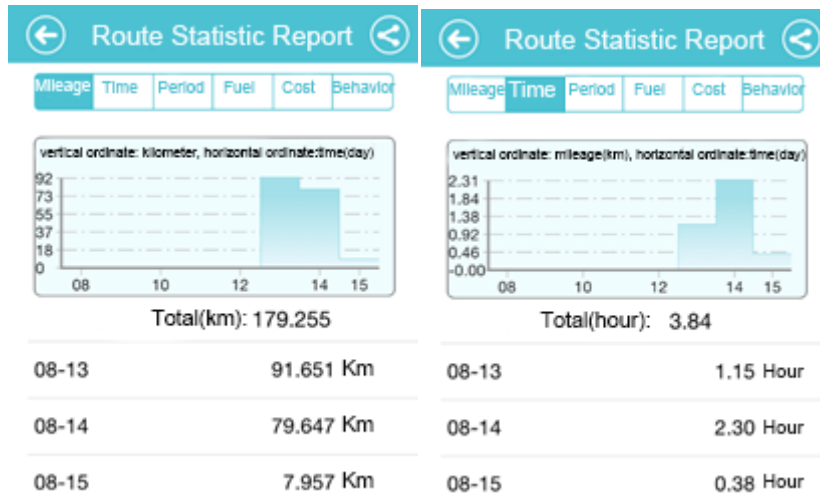 Route Statistic Report
Mileage Time Period Fuel Cost Behavior
vertical ordinate: kilometer, horizontal ordinate:time(day)
92
73
55
37
18
0
08 10 12 14 15
Total(km): 179.255
08-13 91.651 Km
08-14 79.647 Km
08-15 7.957 Km
Route Statistic Report
Mileage Time Period Fuel Cost Behavior
vertical ordinate: mileage(km), horizontal ordinate:time(day)
2.31
1.84
1.38
0.92
0.46
-0.00
08 10 12 14 15
Total(hour): 3.84
08-13 1.15 Hour
08-14 2.30 Hour
08-15 0.38 Hour